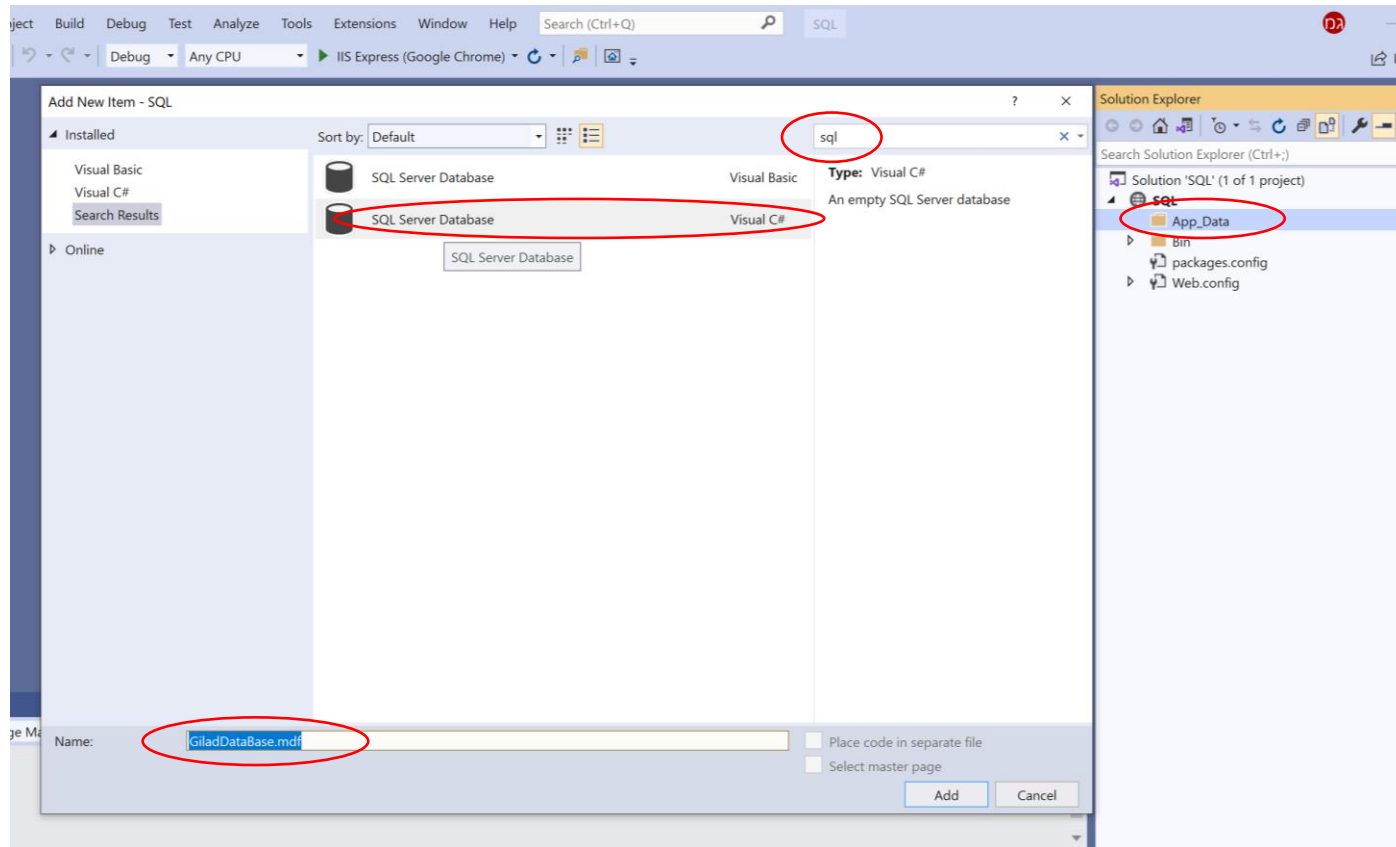 ject Build Debug Test Analyze Tools Extensions Window Help Search (Ctrl+Q) SQL דג
Debug Any CPU IIS Express (Google Chrome)
Add New Item - SQL ?
Installed
Visual Basic
Visual C#
Search Results
Online
Sort by: Default
sql
SQL Server Database Visual Basic
SQL Server Database Visual C#
SQL Server Database
Type: Visual C#
An empty SQL Server database
Solution Explorer
Search Solution Explorer (Ctrl+;)
Solution 'SQL' (1 of 1 project)
SQL
App_Data
Bin
packages.config
Web.config
ge Ma
Name: GiladDataBase.mdf
Place code in separate file
Select master page
Add Cancel